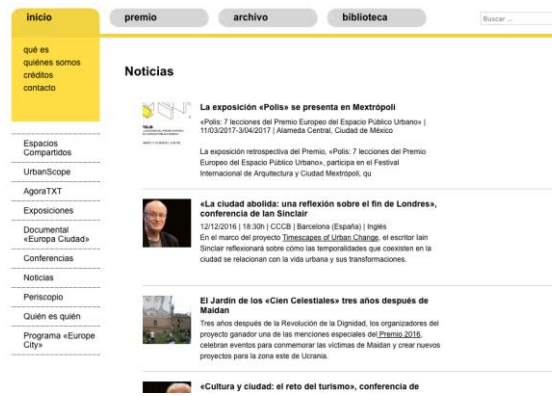 inicio
premio
archivo
biblioteca
Buscar ...
qué es
quiénes somos
créditos
contacto
Espacios
Compartidos
UrbanScope
AgoraTXT
Exposiciones
Documental
«Europa Ciudad»
Conferencias
Noticias
Periscopio
Quién es quién
Programa «Europe
City»
Noticias
La exposición «Polis» se presenta en Mextrópoli
«Polis: 7 lecciones del Premio Europeo del Espacio Público Urbano» |
11/03/2017-3/04/2017 | Alameda Central, Ciudad de México
La exposición retrospectiva del Premio, «Polis: 7 lecciones del Premio
Europeo del Espacio Público Urbano», participa en el Festival
Internacional de Arquitectura y Ciudad Mextrópoli, qu
«La ciudad abolida: una reflexión sobre el fin de Londres»,
conferencia de Ian Sinclair
12/12/2016 | 18:30h | CCCB | Barcelona (España) | Inglés
En el marco del proyecto Timescapes of Urban Change, el escritor Iain
Sinclair reflexionará sobre cómo las temporalidades que coexisten en la
ciudad se relacionan con la vida urbana y sus transformaciones.
El Jardín de los «Cien Celestiales» tres años después de
Maidan
Tres años después de la Revolución de la Dignidad, los organizadores del
proyecto ganador una de las menciones especiales del Premio 2016,
celebran eventos para conmemorar las víctimas de Maidan y crear nuevos
proyectos para la zona este de Ucrania.
«Cultura y ciudad: el reto del turismo», conferencia de